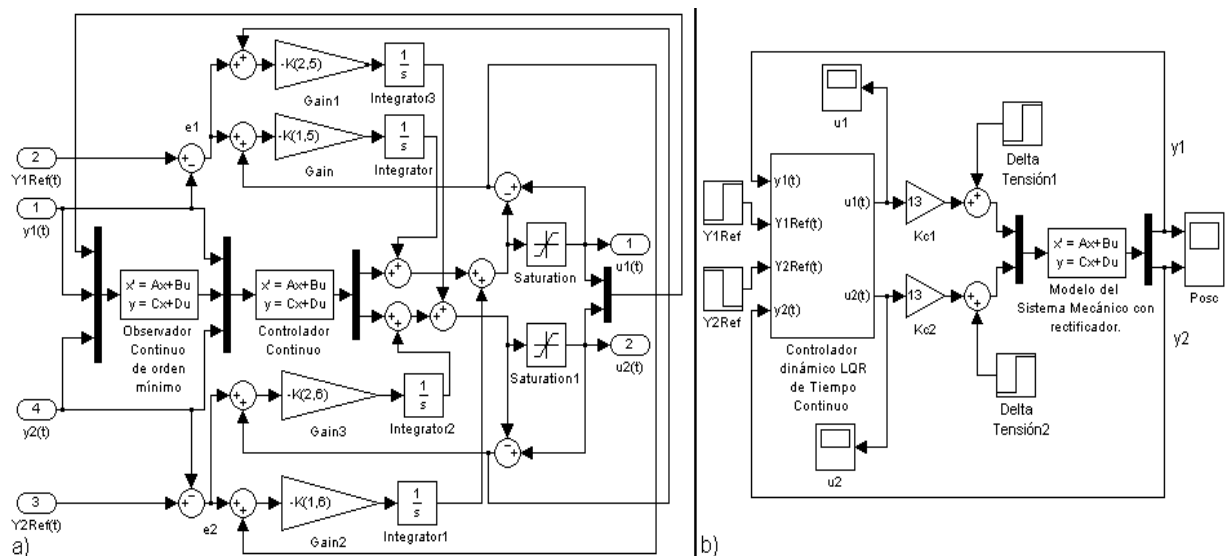 2
Y1Ref(t)
1
y1(t)
4
y2(t)
3
Y2Ref(t)
e1
e2
-K(2,5)
Gain1
1
s
Integrator3
-K(1,5)
Gain
1
s
Integrator
x' = Ax+Bu
y = Cx+Du
Observador
Continuo
de orden
mínimo
x' = Ax+Bu
y = Cx+Du
Controlador
Continuo
-K(2,6)
Gain3
1
s
Integrator2
-K(1,6)
Gain2
1
s
Integrator1
Saturation
Saturation1
1
u1(t)
2
u2(t)
a)
u1
Delta
Tensión1
y1
Y1Ref
Y2Ref
y1(t)
Y1Ref(t)
Y2Ref(t)
y2(t)
u1(t)
u2(t)
Controlador
dinámico LQR
de Tiempo
Continuo
13
Kc1
13
Kc2
x' = Ax+Bu
y = Cx+Du
Modelo del
Sistema Mecánico con
rectificador.
Posc
y2
Delta
Tensión2
u2
b)